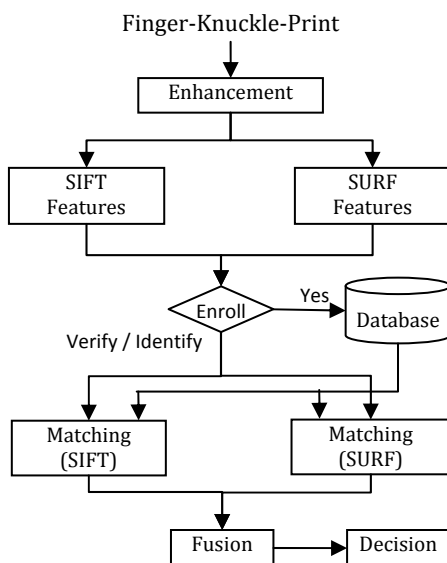 Finger-Knuckle-Print
Enhancement
SIFT
Features
SURF
Features
Enroll
Yes
Database
Verify / Identify
Matching
(SIFT)
Matching
(SURF)
Fusion
Decision